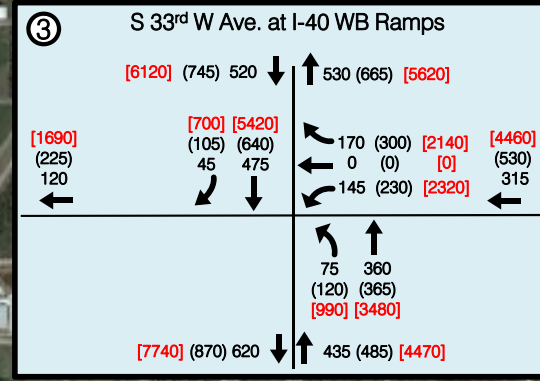 ③ S 33rd W Ave. at I-40 WB Ramps
[6120] (745) 520
530 (665) [5620]
[1690]
(225)
120
[700] [5420]
(105) (640)
45 475
170 (300) [2140]
0 (0) [0]
145 (230) [2320]
[4460]
(530)
315
75 360
(120) (365)
[990] [3480]
[7740] (870) 620
435 (485) [4470]